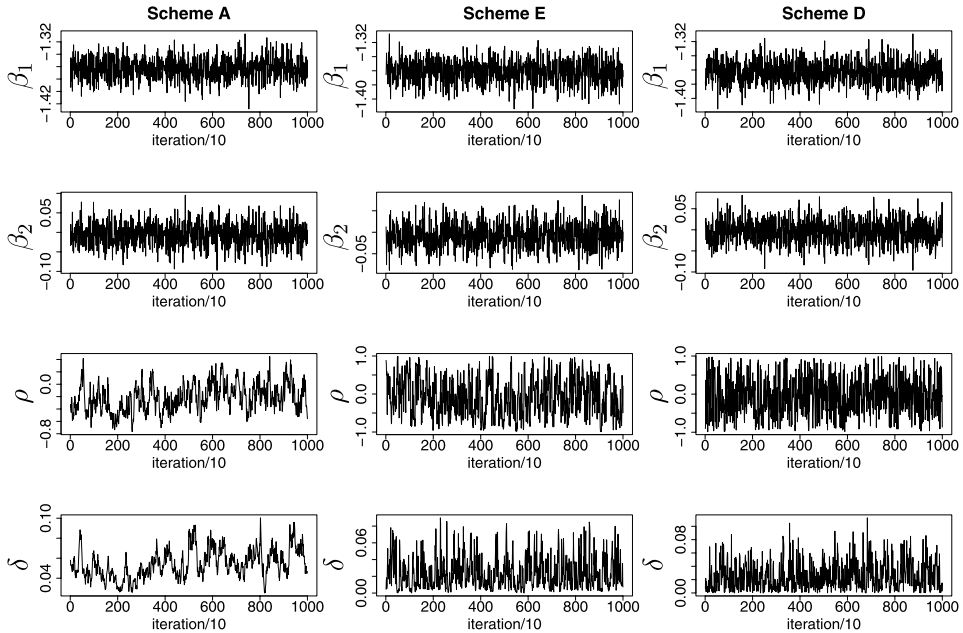 Scheme A Scheme E Scheme D
β1 −1.42 −1.32 0 200 400 600 800 1000 iteration/10
β1 −1.40 −1.32 0 200 400 600 800 1000 iteration/10
β1 −1.40 −1.32 0 200 400 600 800 1000 iteration/10
β2 −0.10 0.05 0 200 400 600 800 1000 iteration/10
β2 −0.05 0 200 400 600 800 1000 iteration/10
β2 −0.10 0.05 0 200 400 600 800 1000 iteration/10
ρ −0.8 0.0 0 200 400 600 800 1000 iteration/10
ρ −1.0 0.0 1.0 0 200 400 600 800 1000 iteration/10
ρ −1.0 0.0 1.0 0 200 400 600 800 1000 iteration/10
δ 0.04 0.10 0 200 400 600 800 1000 iteration/10
δ 0.00 0.06 0 200 400 600 800 1000 iteration/10
δ 0.00 0.08 0 200 400 600 800 1000 iteration/10